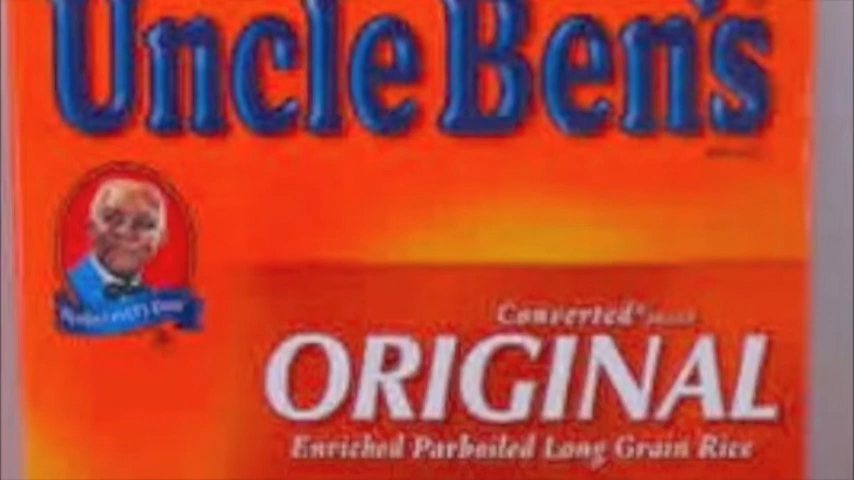 Uncle Ben's
Converted®
ORIGINAL
Enriched Parboiled Long Grain Rice